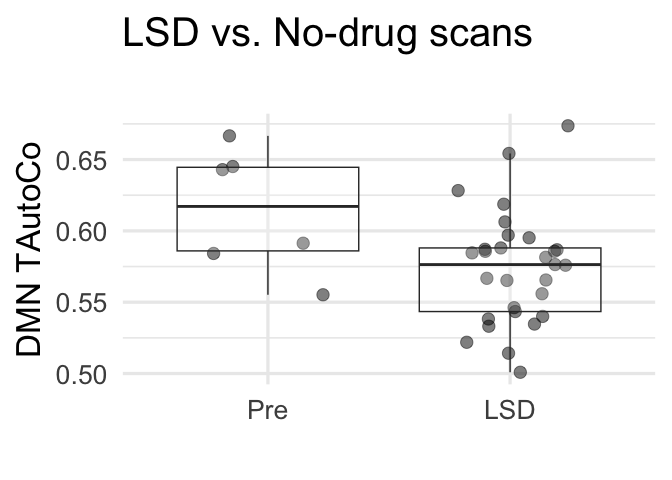 LSD vs. No-drug scans
DMN TAutoCo
0.65
0.60
0.55
0.50
Pre
LSD